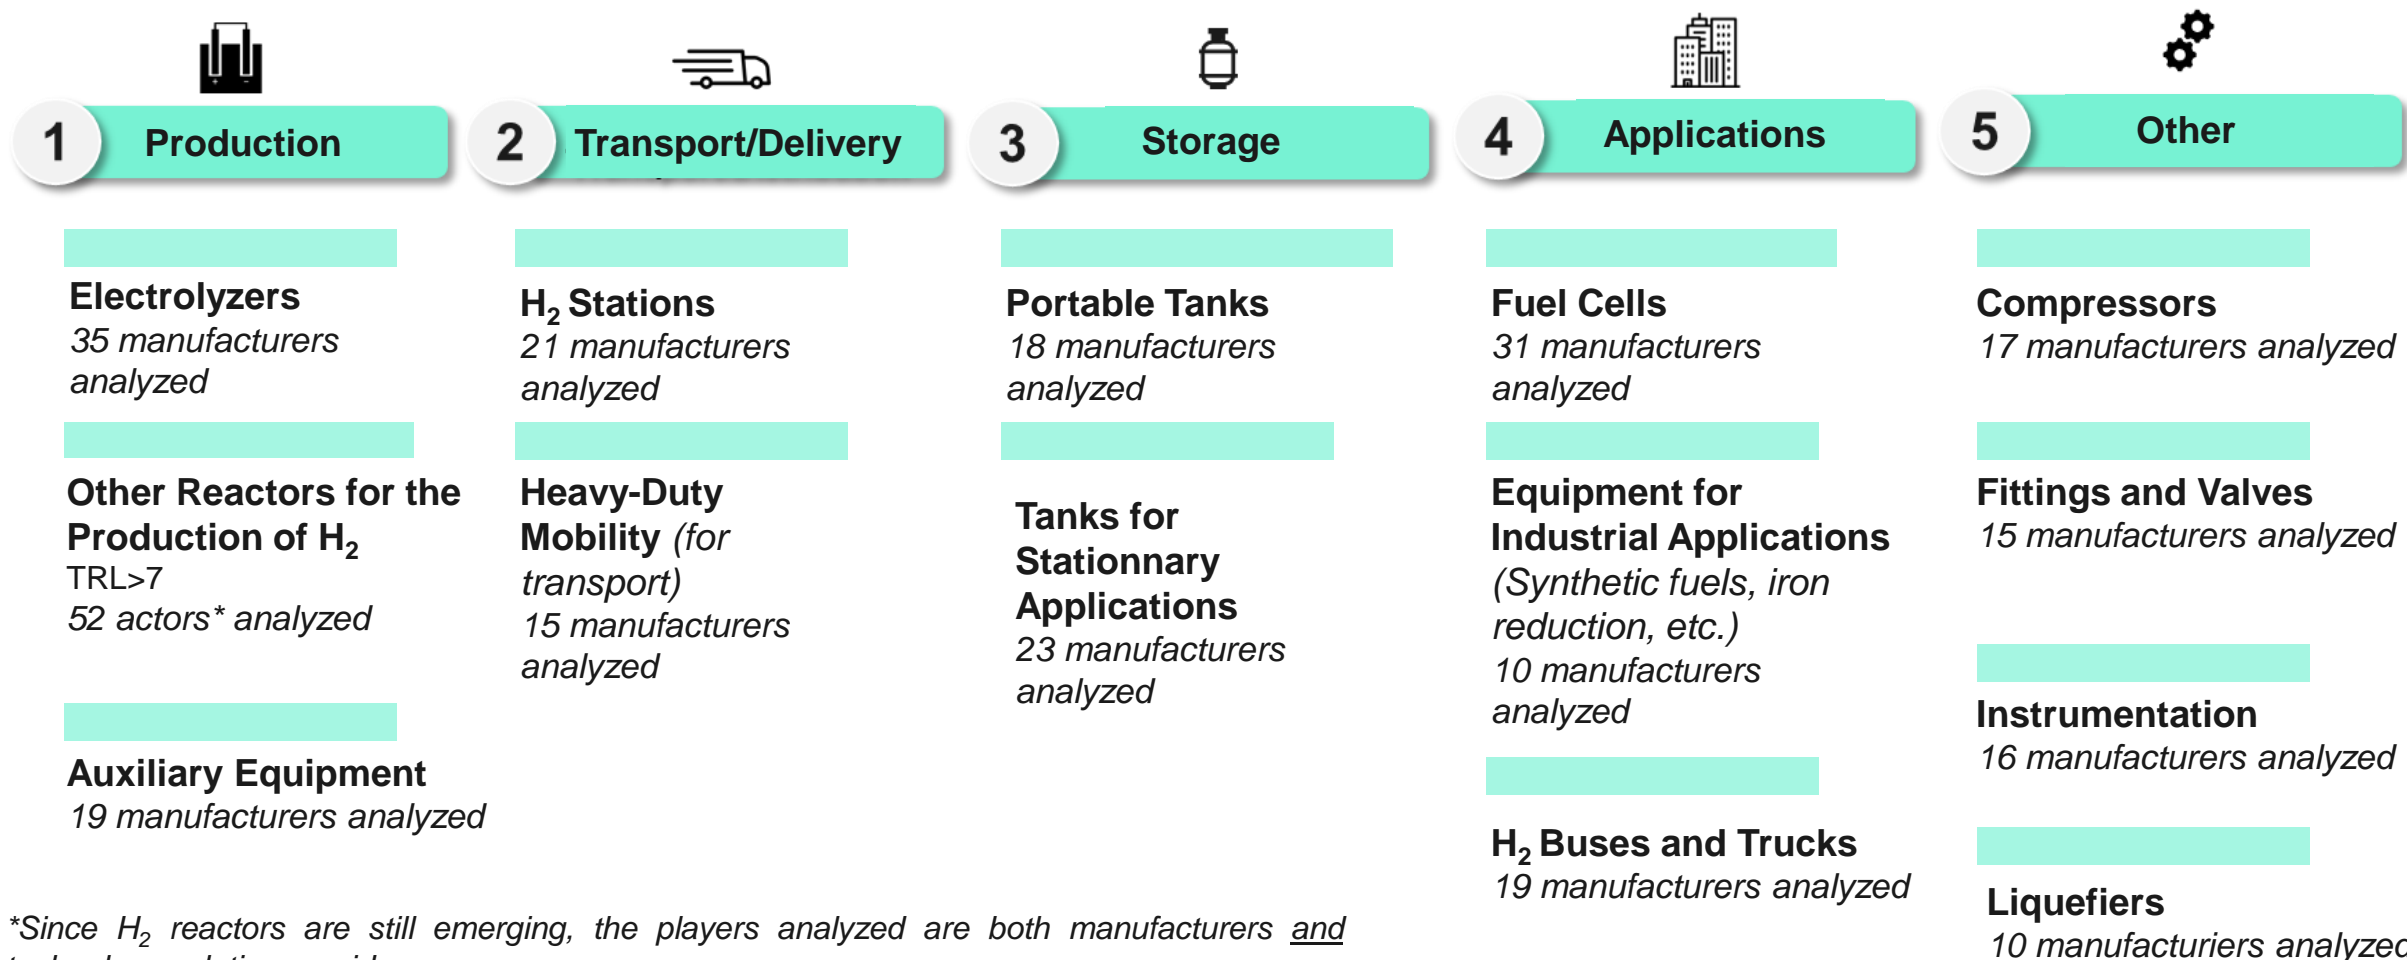 1 Production
Electrolyzers
35 manufacturers
analyzed
Other Reactors for the
Production of H₂
TRL>7
52 actors* analyzed
Auxiliary Equipment
19 manufacturers analyzed
2 Transport/Delivery
H₂ Stations
21 manufacturers
analyzed
Heavy-Duty
Mobility (for
transport)
15 manufacturers
analyzed
3 Storage
Portable Tanks
18 manufacturers
analyzed
Tanks for
Stationnary
Applications
23 manufacturers
analyzed
4 Applications
Fuel Cells
31 manufacturers
analyzed
Equipment for
Industrial Applications
(Synthetic fuels, iron
reduction, etc.)
10 manufacturers
analyzed
H₂ Buses and Trucks
19 manufacturers analyzed
5 Other
Compressors
17 manufacturers analyzed
Fittings and Valves
15 manufacturers analyzed
Instrumentation
16 manufacturers analyzed
Liquefiers
10 manufacturiers analyzed
*Since H₂ reactors are still emerging, the players analyzed are both manufacturers and